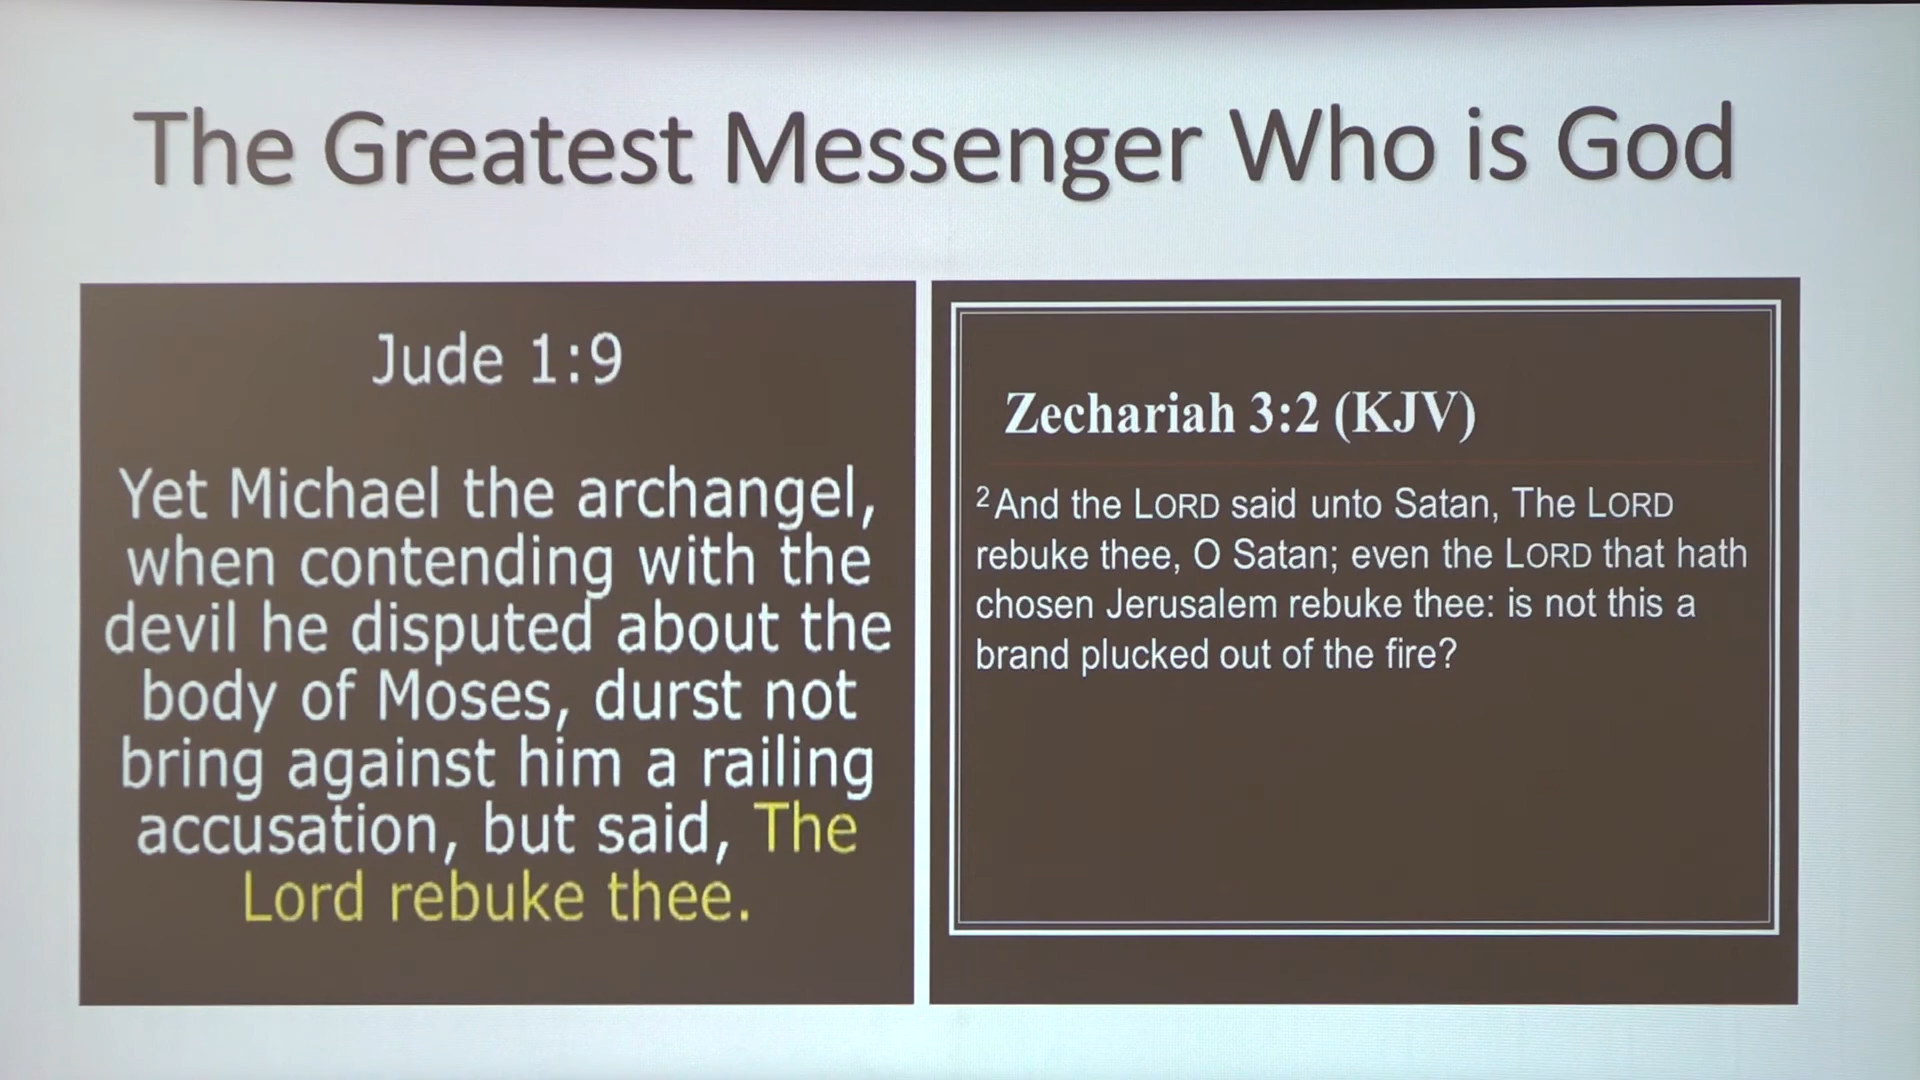 The Greatest Messenger Who is God
Jude 1:9
Yet Michael the archangel,
when contending with the
devil he disputed about the
body of Moses, durst not
bring against him a railing
accusation, but said, The
Lord rebuke thee.
Zechariah 3:2 (KJV)
2 And the LORD said unto Satan, The LORD
rebuke thee, O Satan; even the LORD that hath
chosen Jerusalem rebuke thee: is not this a
brand plucked out of the fire?